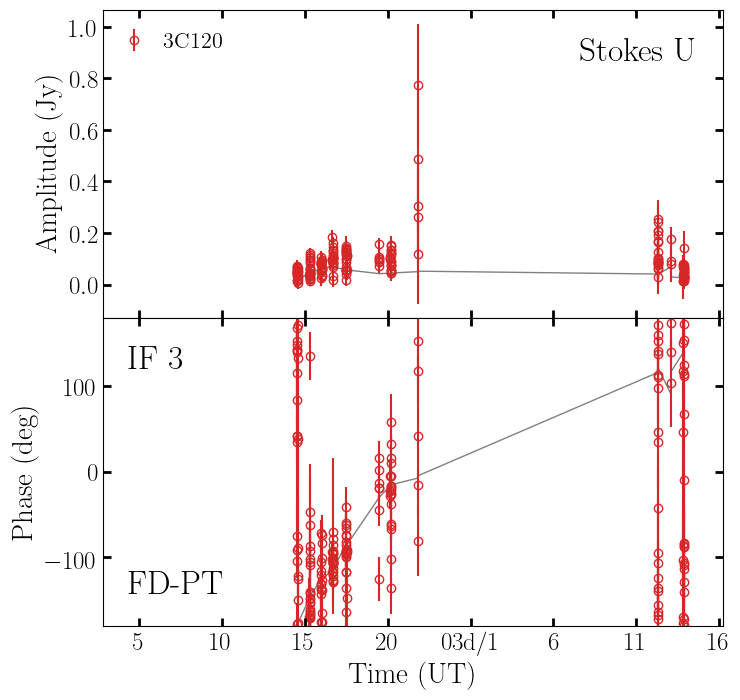 1.0
3C120
Stokes U
0.8
0.6
0.4
0.2
0.0
Amplitude (Jy)
IF 3
100
0
−100
Phase (deg)
FD-PT
5 10 15 20 03d/1 6 11 16
Time (UT)